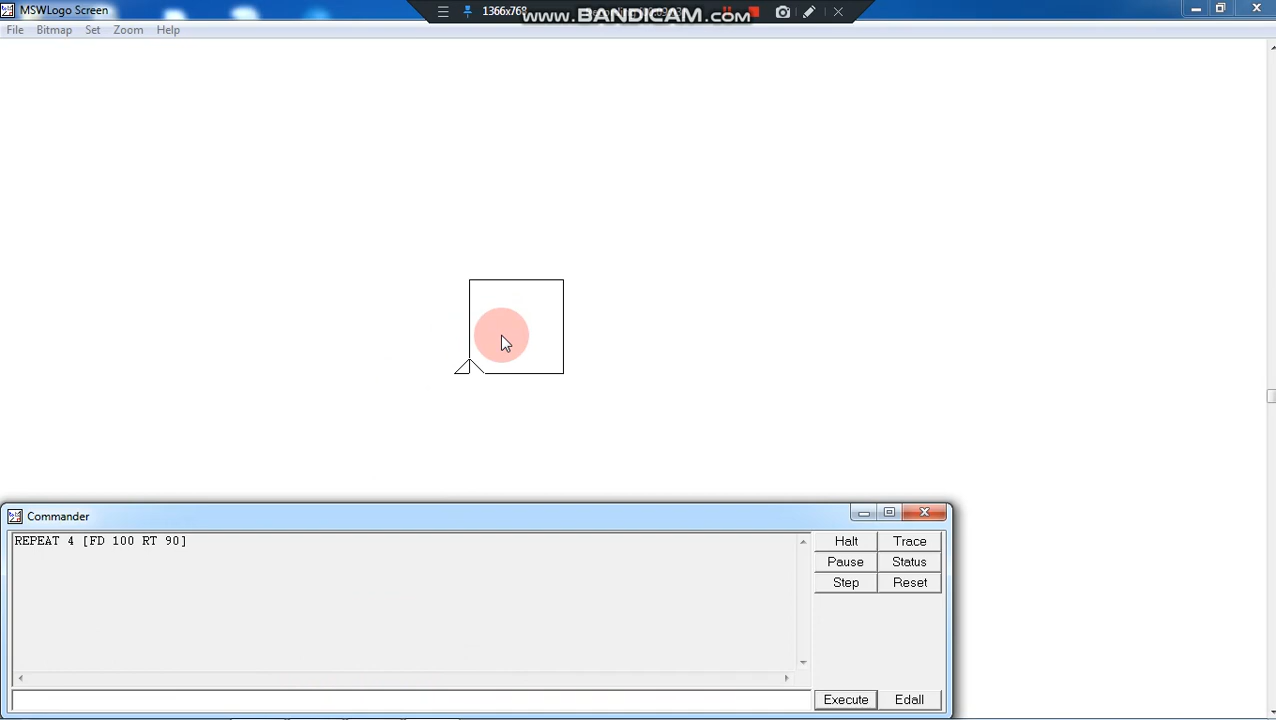 MSWLogo Screen
1366x768
www.BANDICAM.com
File Bitmap Set Zoom Help
Commander
REPEAT 4 [FD 100 RT 90]
Halt Trace
Pause Status
Step Reset
Execute Edall